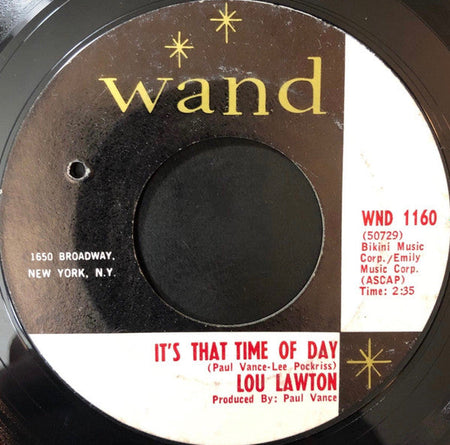 wand
1650 BROADWAY,
NEW YORK, N.Y.
WND 1160
(50729)
Bikini Music
Corp./Emily
Music Corp.
(ASCAP)
Time: 2:35
IT'S THAT TIME OF DAY
(Paul Vance-Lee Pockriss)
LOU LAWTON
Produced By: Paul Vance